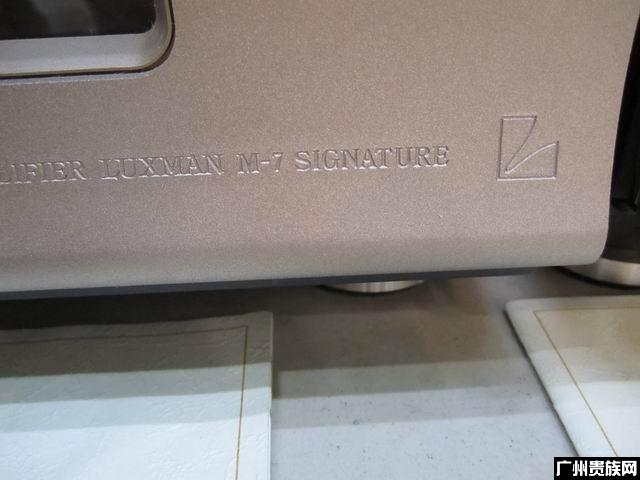 LIFIER LUXMAN M-7 SIGNATURE
广州贵族网